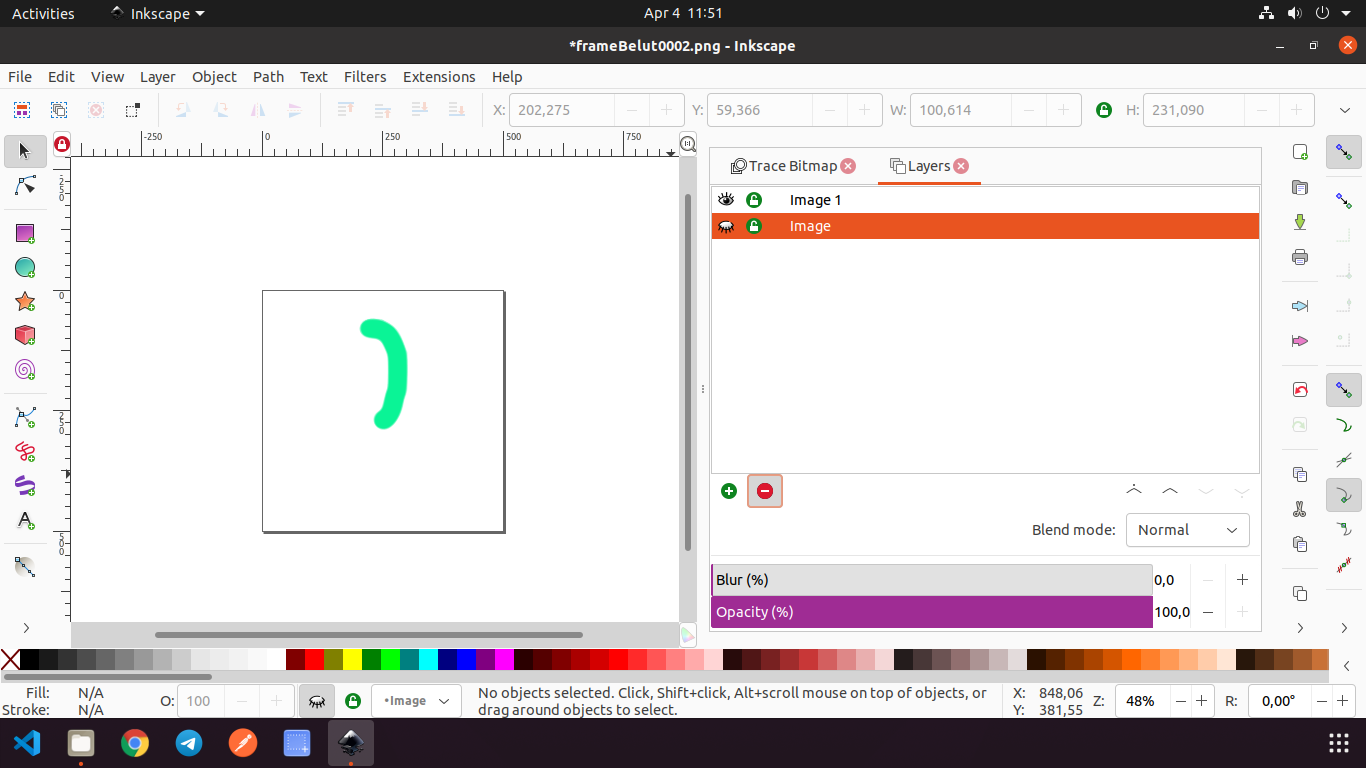 Activities Inkscape Apr 4 11:51
*frameBelut0002.png - Inkscape
File Edit View Layer Object Path Text Filters Extensions Help
X: 202,275 Y: 59,366 W: 100,614 H: 231,090
-250 0 250 500 750
Trace Bitmap Layers
Image 1
Image
0
250
500
Blend mode: Normal
Blur (%) 0,0
Opacity (%) 100,0
Fill: N/A
Stroke: N/A
O: 100
•Image
No objects selected. Click, Shift+click, Alt+scroll mouse on top of objects, or
drag around objects to select.
X: 848,06
Y: 381,55
Z: 48% R: 0,00°